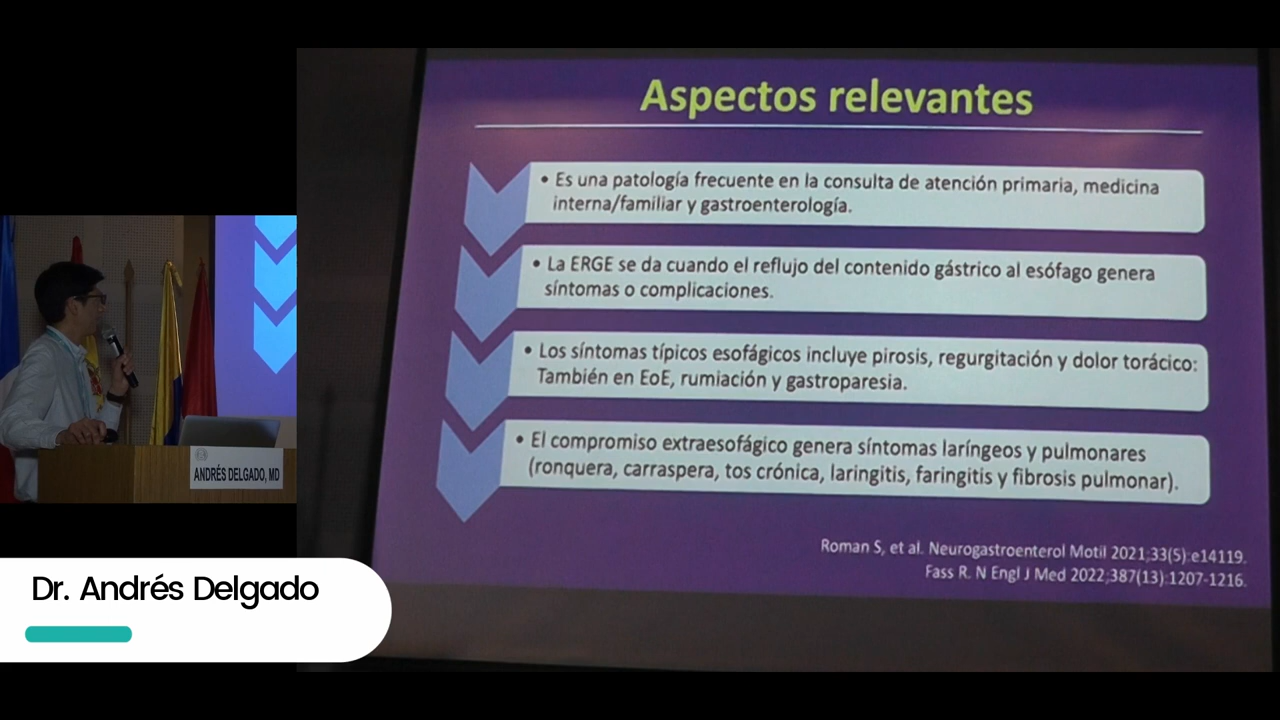 Aspectos relevantes
• Es una patología frecuente en la consulta de atención primaria, medicina
interna/familiar y gastroenterología.
• La ERGE se da cuando el reflujo del contenido gástrico al esófago genera
síntomas o complicaciones.
• Los síntomas típicos esofágicos incluye pirosis, regurgitación y dolor torácico:
También en EoE, rumiación y gastroparesia.
• El compromiso extraesofágico genera síntomas laríngeos y pulmonares
(ronquera, carraspera, tos crónica, laringitis, faringitis y fibrosis pulmonar).
Roman S, et al. Neurogastroenterol Motil 2021;33(5):e14119.
Fass R. N Engl J Med 2022;387(13):1207-1216.
ANDRÉS DELGADO, MD
Dr. Andrés Delgado